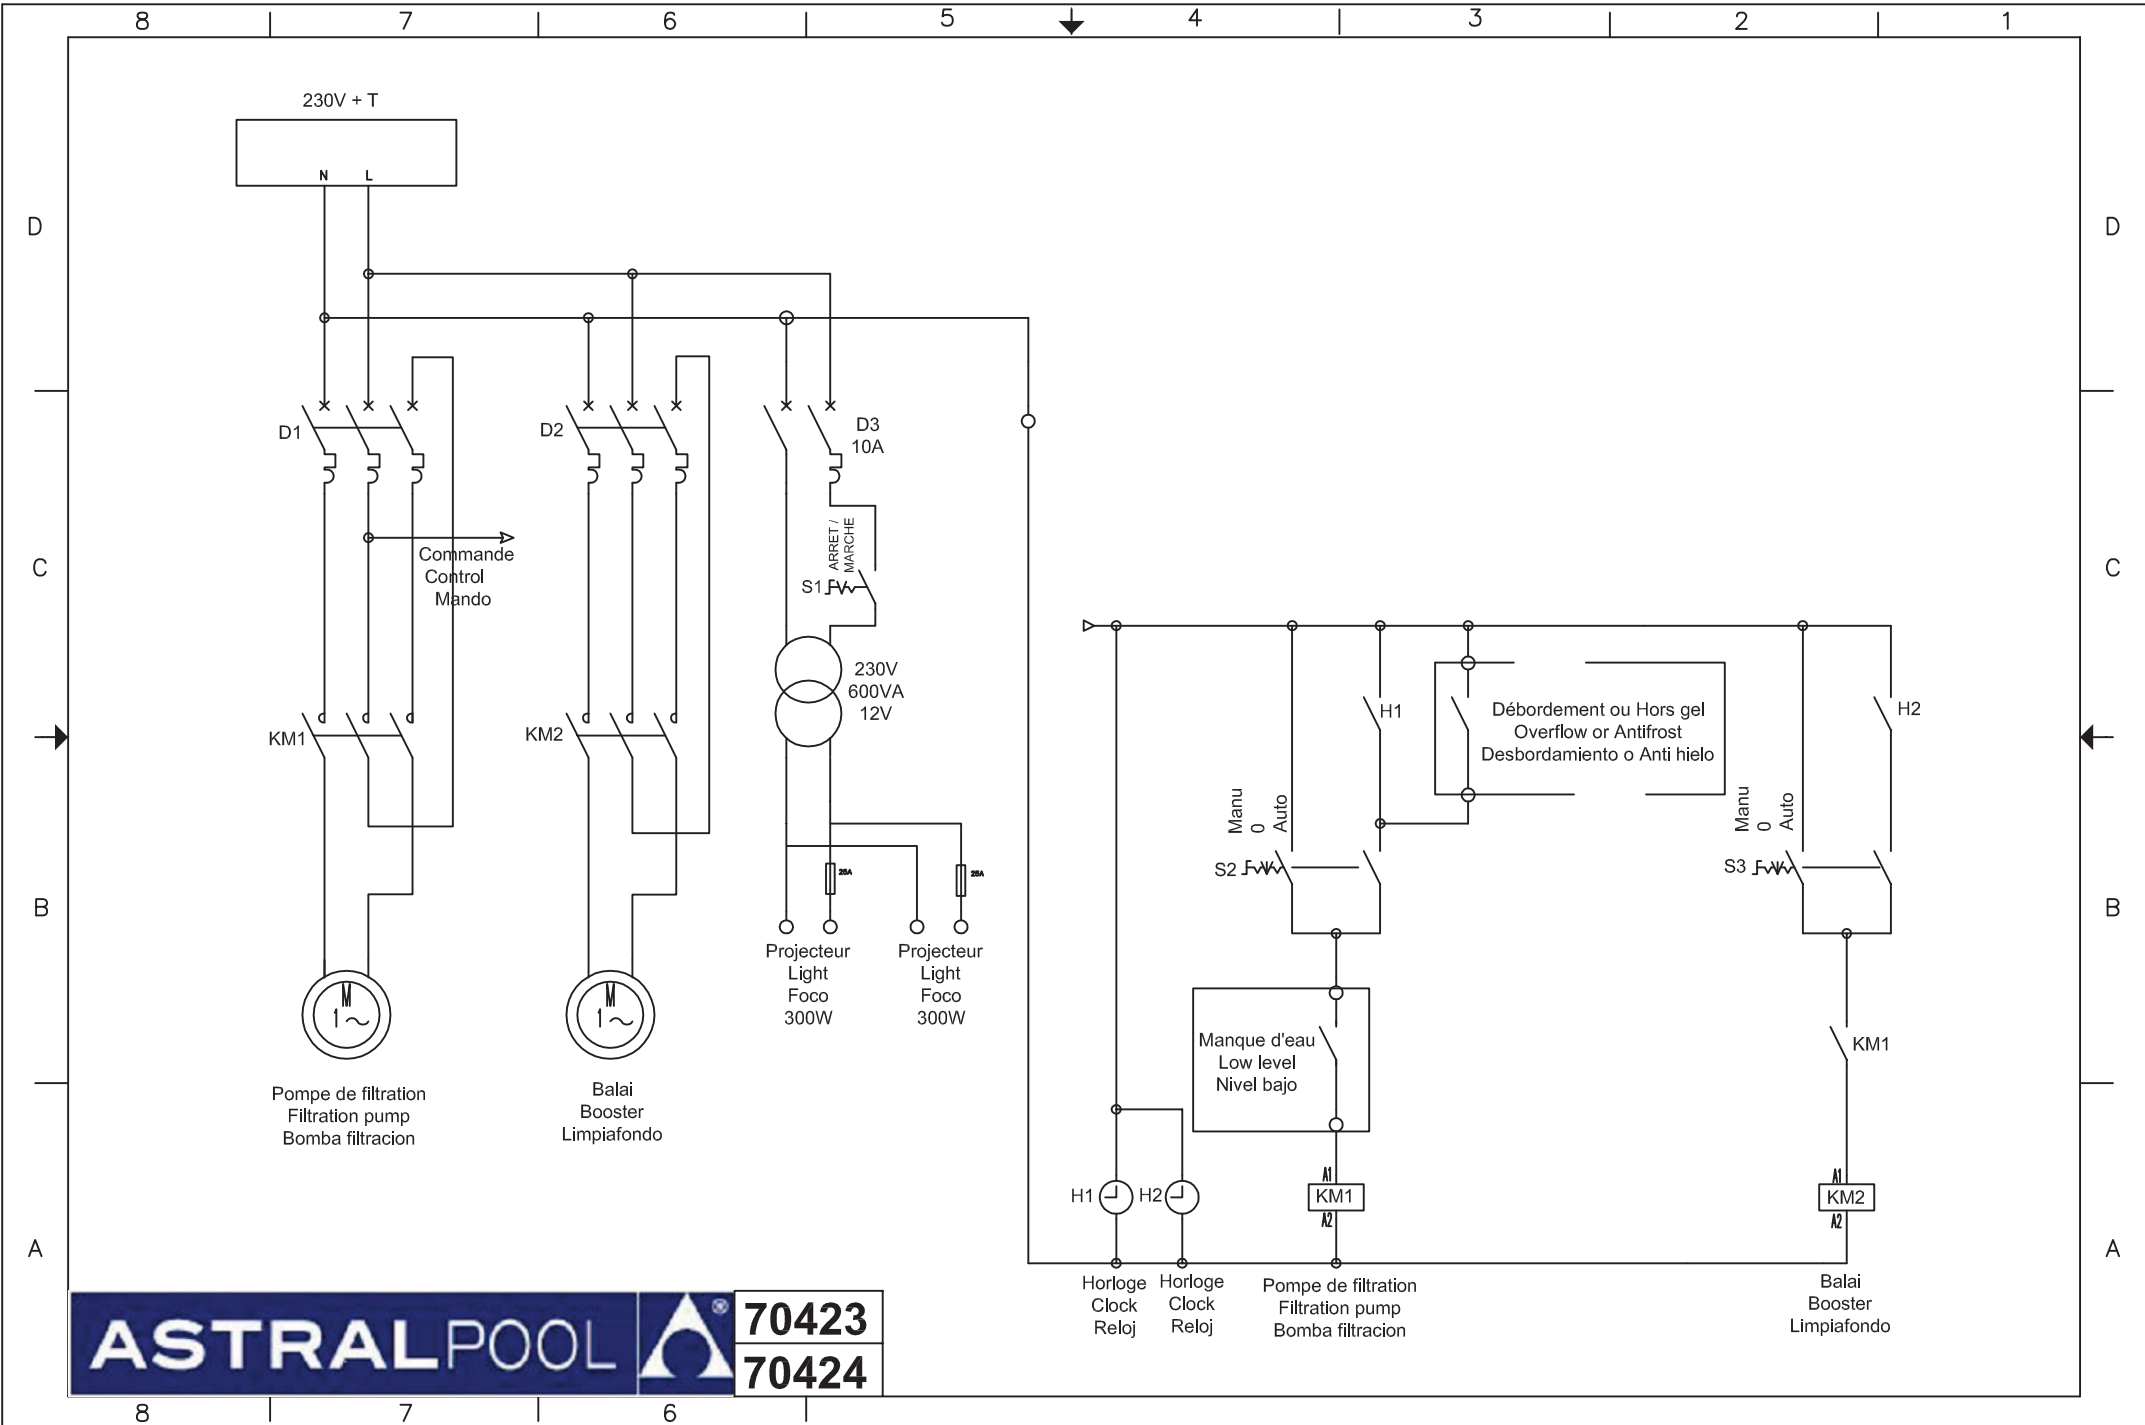 8 7 6 5 4 3 2 1
230V + T
N L
D D
D1
D2
D3
10A
C C
Commande
Control
Mando
ARRET /
MARCHE
S1
230V
600VA
12V
KM1
KM2
H1
Débordement ou Hors gel
Overflow or Antifrost
Desbordamiento o Anti hielo
H2
Manu
0
Auto
Manu
0
Auto
S2
S3
25A
25A
B B
Projecteur
Light
Foco
300W
Projecteur
Light
Foco
300W
M
1~
M
1~
Manque d'eau
Low level
Nivel bajo
KM1
Pompe de filtration
Filtration pump
Bomba filtracion
Balai
Booster
Limpiafondo
H1
H2
A1
KM1
A2
A1
KM2
A2
A A
Horloge
Clock
Reloj
Horloge
Clock
Reloj
Pompe de filtration
Filtration pump
Bomba filtracion
Balai
Booster
Limpiafondo
ASTRALPOOL ®
70423
70424
8 7 6